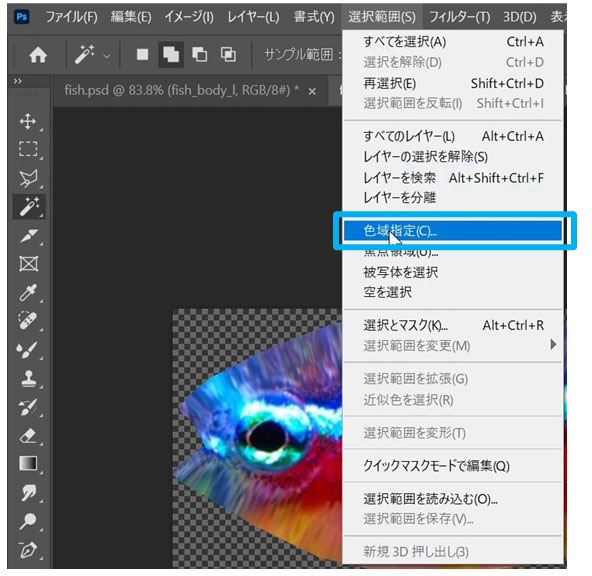 Ps ファイル(F) 編集(E) イメージ(I) レイヤー(L) 書式(Y) 選択範囲(S) フィルター(T) 3D(D) 表示
サンプル範囲 :
fish.psd @ 83.8% (fish_body_l, RGB/8#) * ×
すべてを選択(A) Ctrl+A
選択を解除(D) Ctrl+D
再選択(E) Shift+Ctrl+D
選択範囲を反転(I) Shift+Ctrl+I
すべてのレイヤー(L) Alt+Ctrl+A
レイヤーの選択を解除(S)
レイヤーを検索 Alt+Shift+Ctrl+F
レイヤーを分離
色域指定(C)...
焦点領域(U)...
被写体を選択
空を選択
選択とマスク(K)... Alt+Ctrl+R
選択範囲を変更(M)
選択範囲を拡張(G)
近似色を選択(R)
選択範囲を変形(T)
クイックマスクモードで編集(Q)
選択範囲を読み込む(O)...
選択範囲を保存(V)...
新規 3D 押し出し(3)